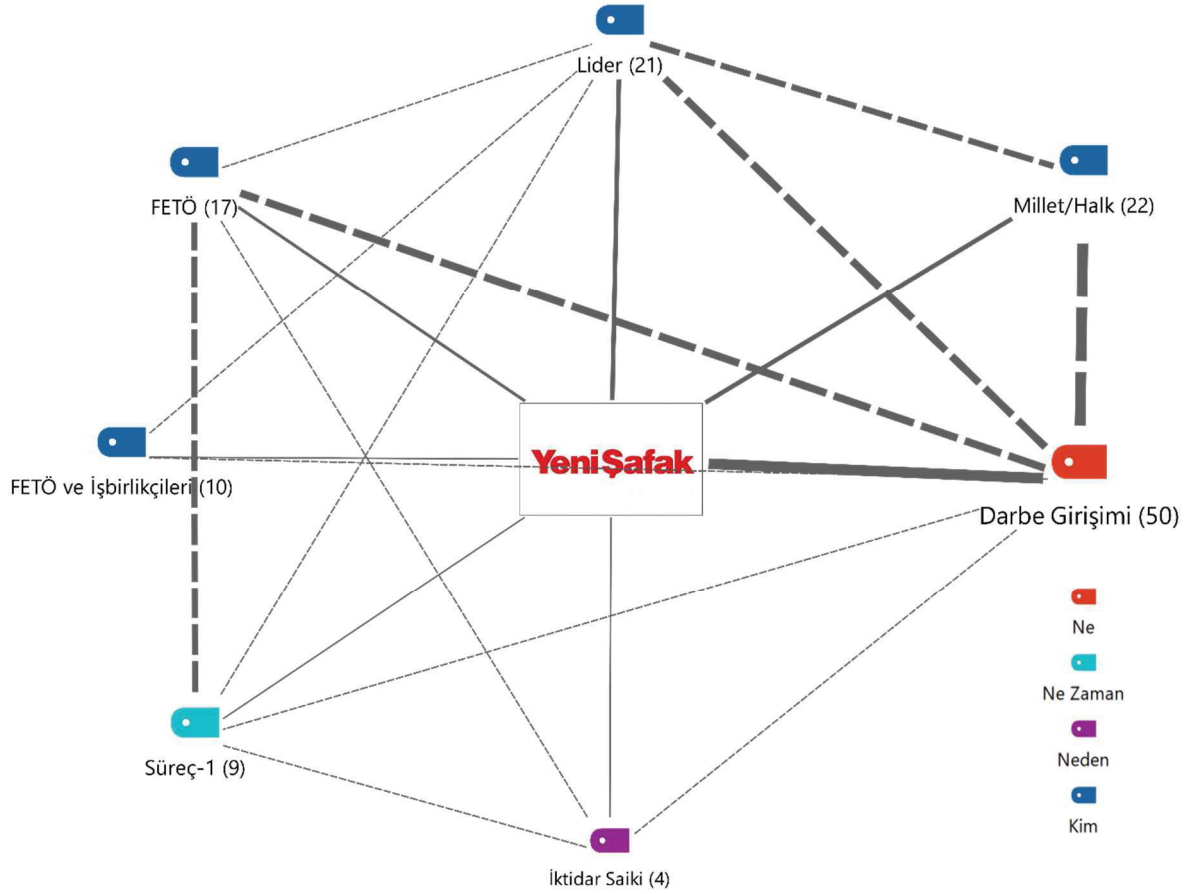 Lider (21)
FETÖ (17)
Millet/Halk (22)
YeniŞafak
FETÖ ve İşbirlikçileri (10)
Darbe Girişimi (50)
Ne
Ne Zaman
Neden
Kim
Süreç-1 (9)
İktidar Saiki (4)